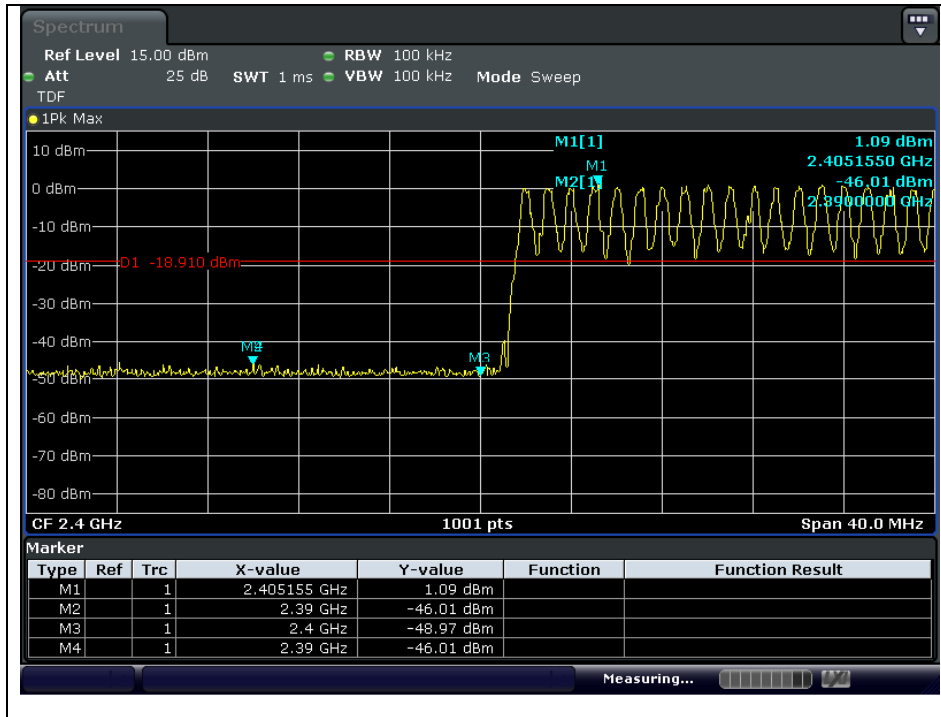 Spectrum
Ref Level 15.00 dBm RBW 100 kHz
Att 25 dB SWT 1 ms VBW 100 kHz Mode Sweep
TDF
1Pk Max
M1[1] 1.09 dBm
2.4051550 GHz
M2[1] -46.01 dBm
2.3900000 GHz
M1
10 dBm
0 dBm
-10 dBm
-20 dBm
D1 -18.910 dBm
-30 dBm
-40 dBm
M4
M3
-50 dBm
-60 dBm
-70 dBm
-80 dBm
CF 2.4 GHz 1001 pts Span 40.0 MHz
Marker
Type Ref Trc X-value Y-value Function Function Result
M1 1 2.405155 GHz 1.09 dBm
M2 1 2.39 GHz -46.01 dBm
M3 1 2.4 GHz -48.97 dBm
M4 1 2.39 GHz -46.01 dBm
Measuring...